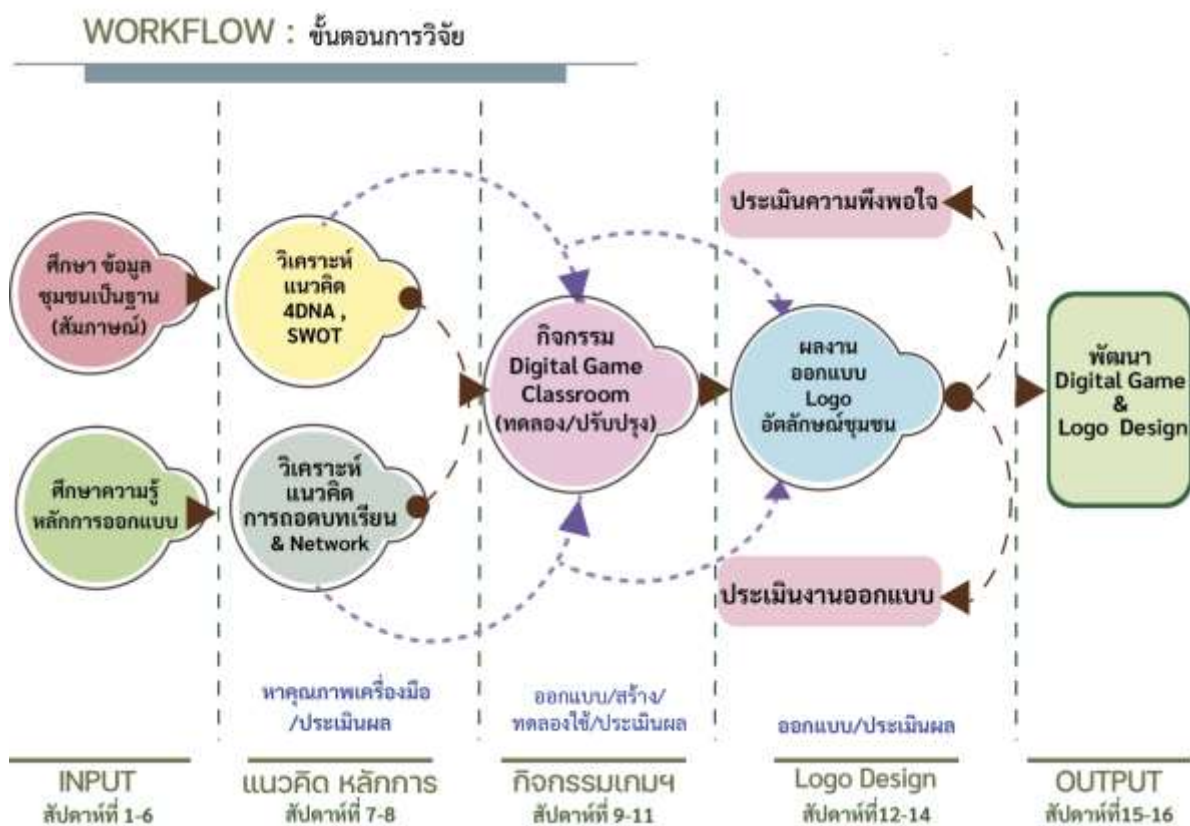 WORKFLOW : ขั้นตอนการวิจัย
ศึกษา ข้อมูล
ชุมชนเป็นฐาน
(สัมภาษณ์)
ศึกษาความรู้
หลักการออกแบบ
วิเคราะห์
แนวคิด
4DNA ,
SWOT
วิเคราะห์
แนวคิด
การถอดบทเรียน
& Network
กิจกรรม
Digital Game
Classroom
(ทดลอง/ปรับปรุง)
ประเมินความพึงพอใจ
ผลงาน
ออกแบบ
Logo
อัตลักษณ์ชุมชน
ประเมินงานออกแบบ
พัฒนา
Digital Game
&
Logo Design
หาคุณภาพเครื่องมือ
/ประเมินผล
ออกแบบ/สร้าง/
ทดลองใช้/ประเมินผล
ออกแบบ/ประเมินผล
INPUT
สัปดาห์ที่ 1-6
แนวคิด หลักการ
สัปดาห์ที่ 7-8
กิจกรรมเกมฯ
สัปดาห์ที่ 9-11
Logo Design
สัปดาห์ที่12-14
OUTPUT
สัปดาห์ที่15-16